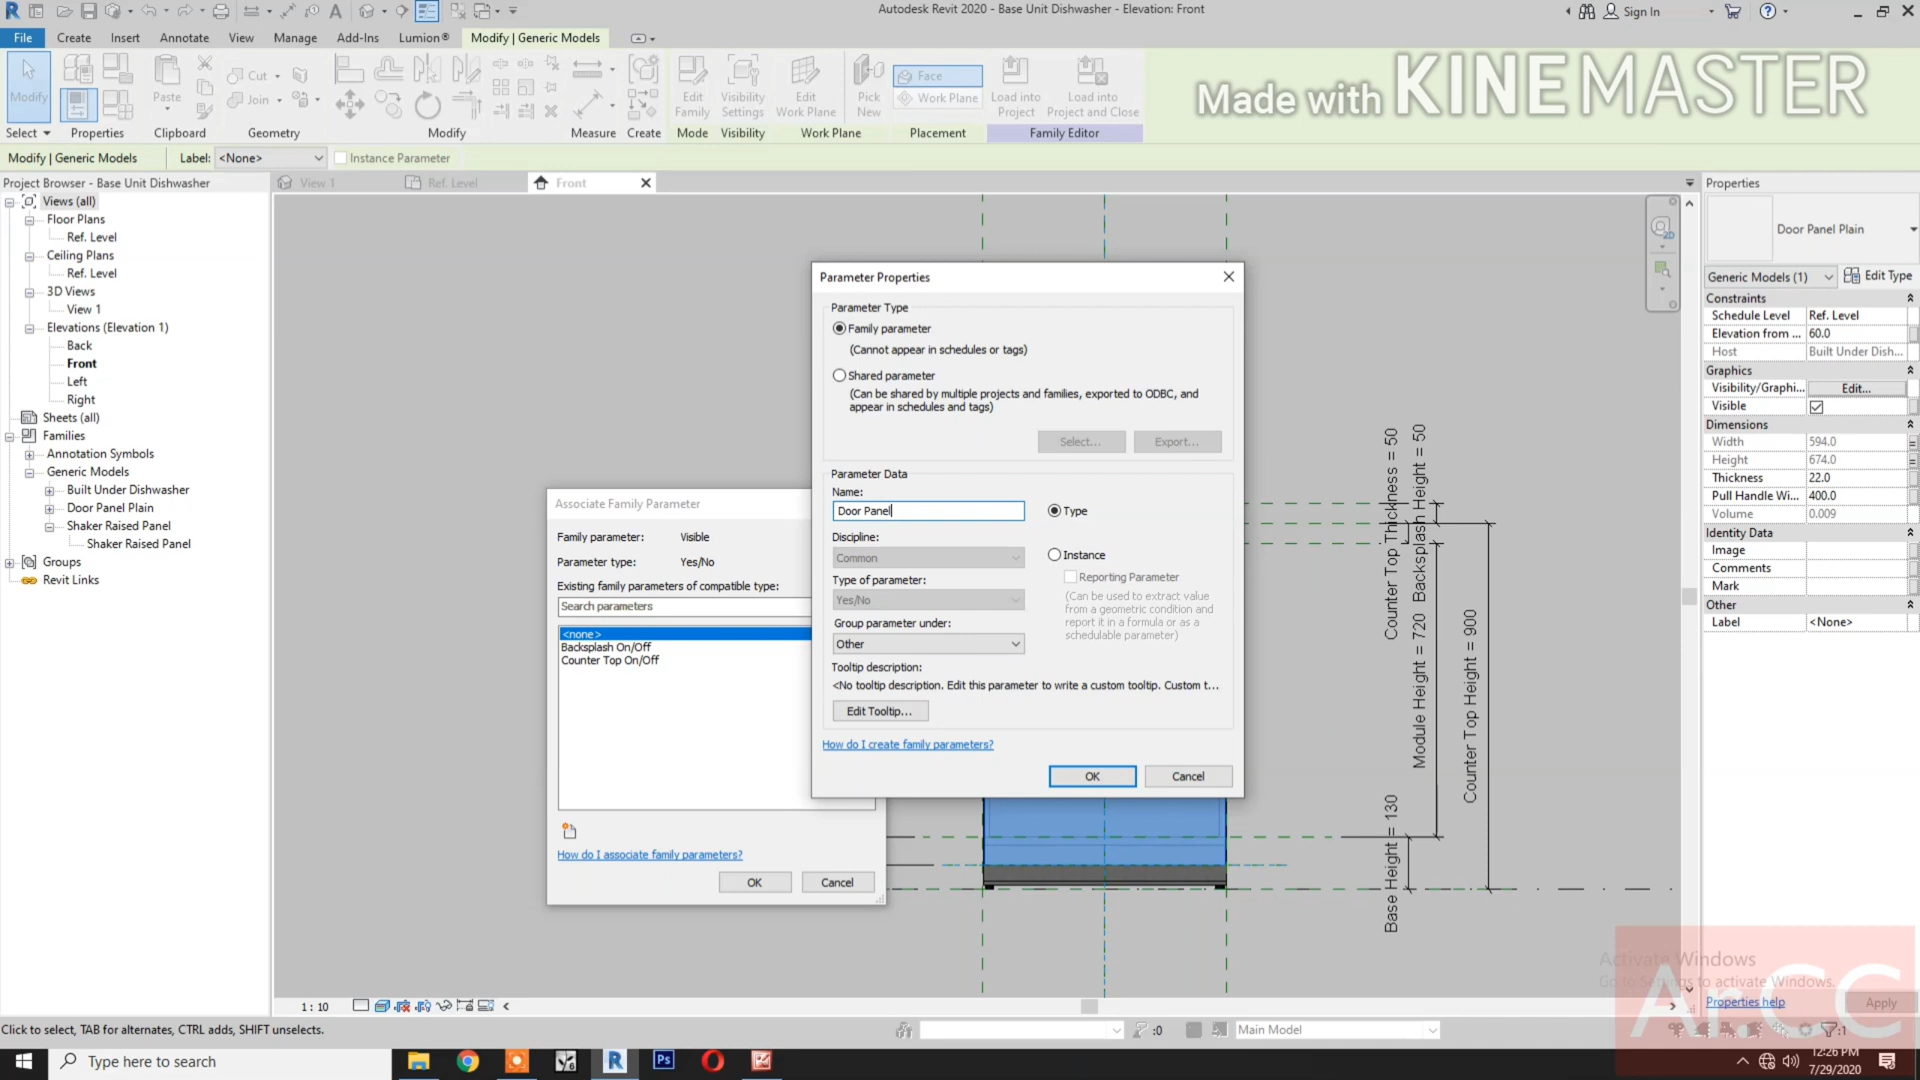 Autodesk Revit 2020 - Base Unit Dishwasher - Elevation: Front
Sign In
File Create Insert Annotate View Manage Add-Ins Lumion® Modify | Generic Models
Modify
Paste
Cut
Join
Edit Family
Visibility Settings
Edit Work Plane
Pick New
Face
Work Plane
Load into Project
Load into Project and Close
Made with KINEMASTER
Select Properties Clipboard Geometry Modify Measure Create Mode Visibility Work Plane Placement Family Editor
Modify | Generic Models Label: <None> Instance Parameter
Project Browser - Base Unit Dishwasher
View 1 Ref. Level Front
Views (all)
Floor Plans
Ref. Level
Ceiling Plans
Ref. Level
3D Views
View 1
Elevations (Elevation 1)
Back
Front
Left
Right
Sheets (all)
Families
Annotation Symbols
Generic Models
Built Under Dishwasher
Door Panel Plain
Shaker Raised Panel
Shaker Raised Panel
Groups
Revit Links
Associate Family Parameter
Family parameter: Visible
Parameter type: Yes/No
Existing family parameters of compatible type:
Search parameters
<none>
Backsplash On/Off
Counter Top On/Off
How do I associate family parameters?
OK Cancel
Parameter Properties
Parameter Type
Family parameter
(Cannot appear in schedules or tags)
Shared parameter
(Can be shared by multiple projects and families, exported to ODBC, and
appear in schedules and tags)
Select... Export...
Parameter Data
Name:
Door Panel
Type
Discipline:
Common
Instance
Reporting Parameter
Type of parameter:
Yes/No
(Can be used to extract value
from a geometric condition and
report it in a formula or as a
schedulable parameter)
Group parameter under:
Other
Tooltip description:
<No tooltip description. Edit this parameter to write a custom tooltip. Custom t...
Edit Tooltip...
How do I create family parameters?
OK Cancel
Counter Top Thickness = 50
Backsplash Height = 50
Module Height = 720
Counter Top Height = 900
Base Height = 130
Properties
Door Panel Plain
Generic Models (1) Edit Type
Constraints
Schedule Level Ref. Level
Elevation from ... 60.0
Host Built Under Dish...
Graphics
Visibility/Graphi... Edit...
Visible
Dimensions
Width 594.0
Height 674.0
Thickness 22.0
Pull Handle Wi... 400.0
Volume 0.009
Identity Data
Image
Comments
Mark
Other
Label <None>
Activate Windows
Go to Settings to activate Windows.
Properties help Apply
ArCC
1 : 10
Click to select, TAB for alternates, CTRL adds, SHIFT unselects.
:0 Main Model :1
Type here to search
Ps
12:26 PM
7/29/2020